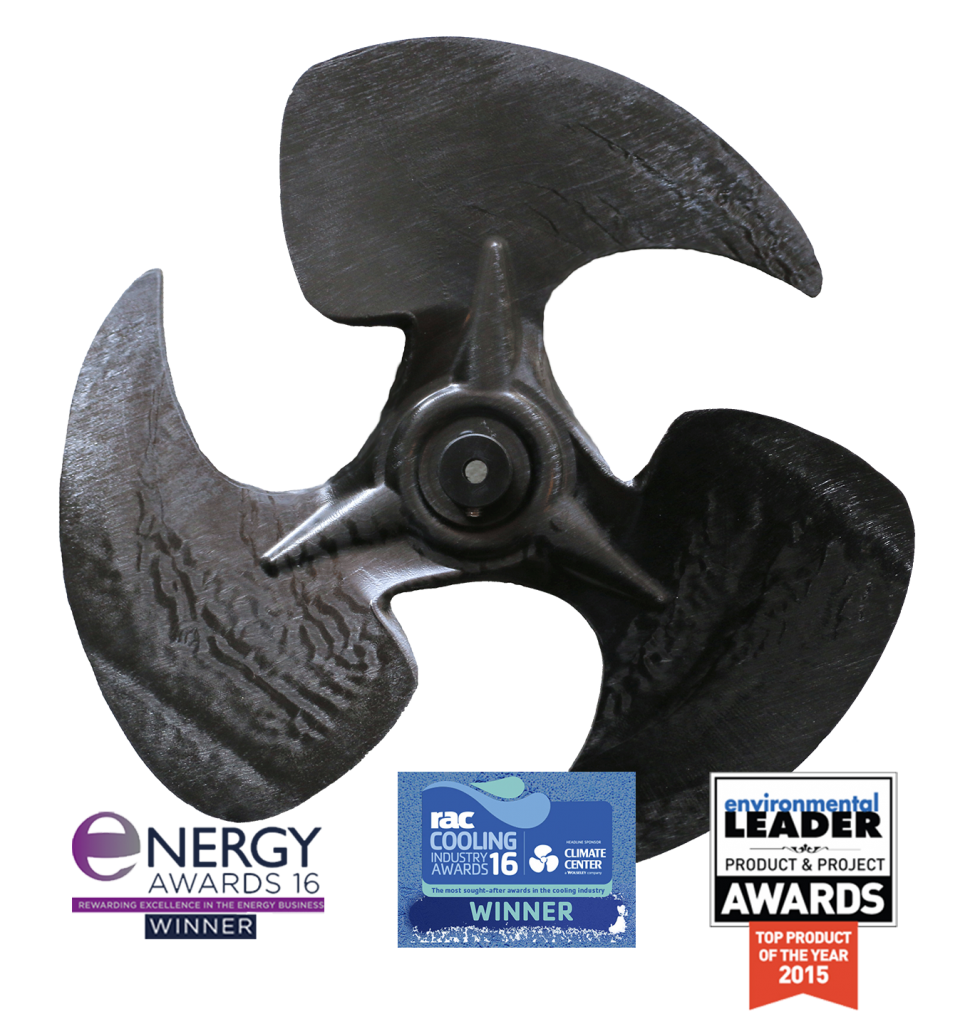 eNERGY
AWARDS 16
REWARDING EXCELLENCE IN THE ENERGY BUSINESS
WINNER
rac
COOLING
INDUSTRY
AWARDS 16
HEADLINE SPONSOR
CLIMATE
CENTER
A WOLSELEY company
The most sought-after awards in the cooling industry
WINNER
environmental
LEADER
PRODUCT & PROJECT
AWARDS
TOP PRODUCT
OF THE YEAR
2015